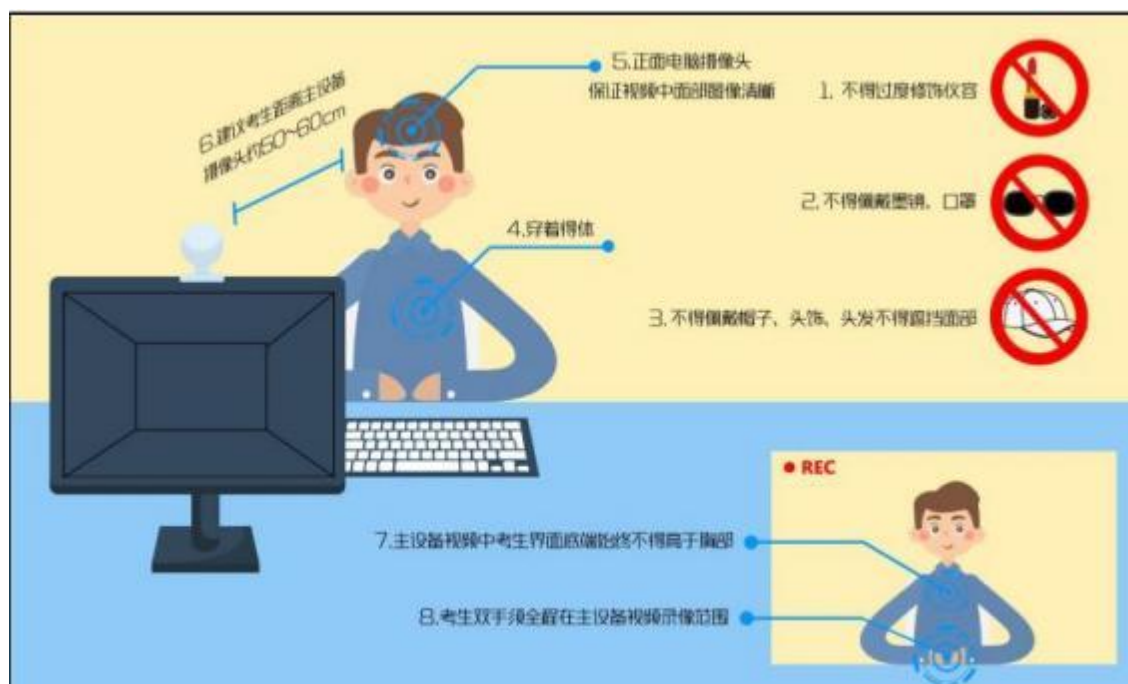 1. 不得过度修饰仪容
2. 不得佩戴墨镜、口罩
3. 不得佩戴帽子、头饰、头发不得遮挡面部
4.穿着得体
5.正面电脑摄像头
保证视频中面部图像清晰
6.建议考生距离主设备
摄像头约50~60cm
REC
7.主设备视频中考生界面底端始终不得高于胸部
8.考生双手须全程在主设备视频录像范围